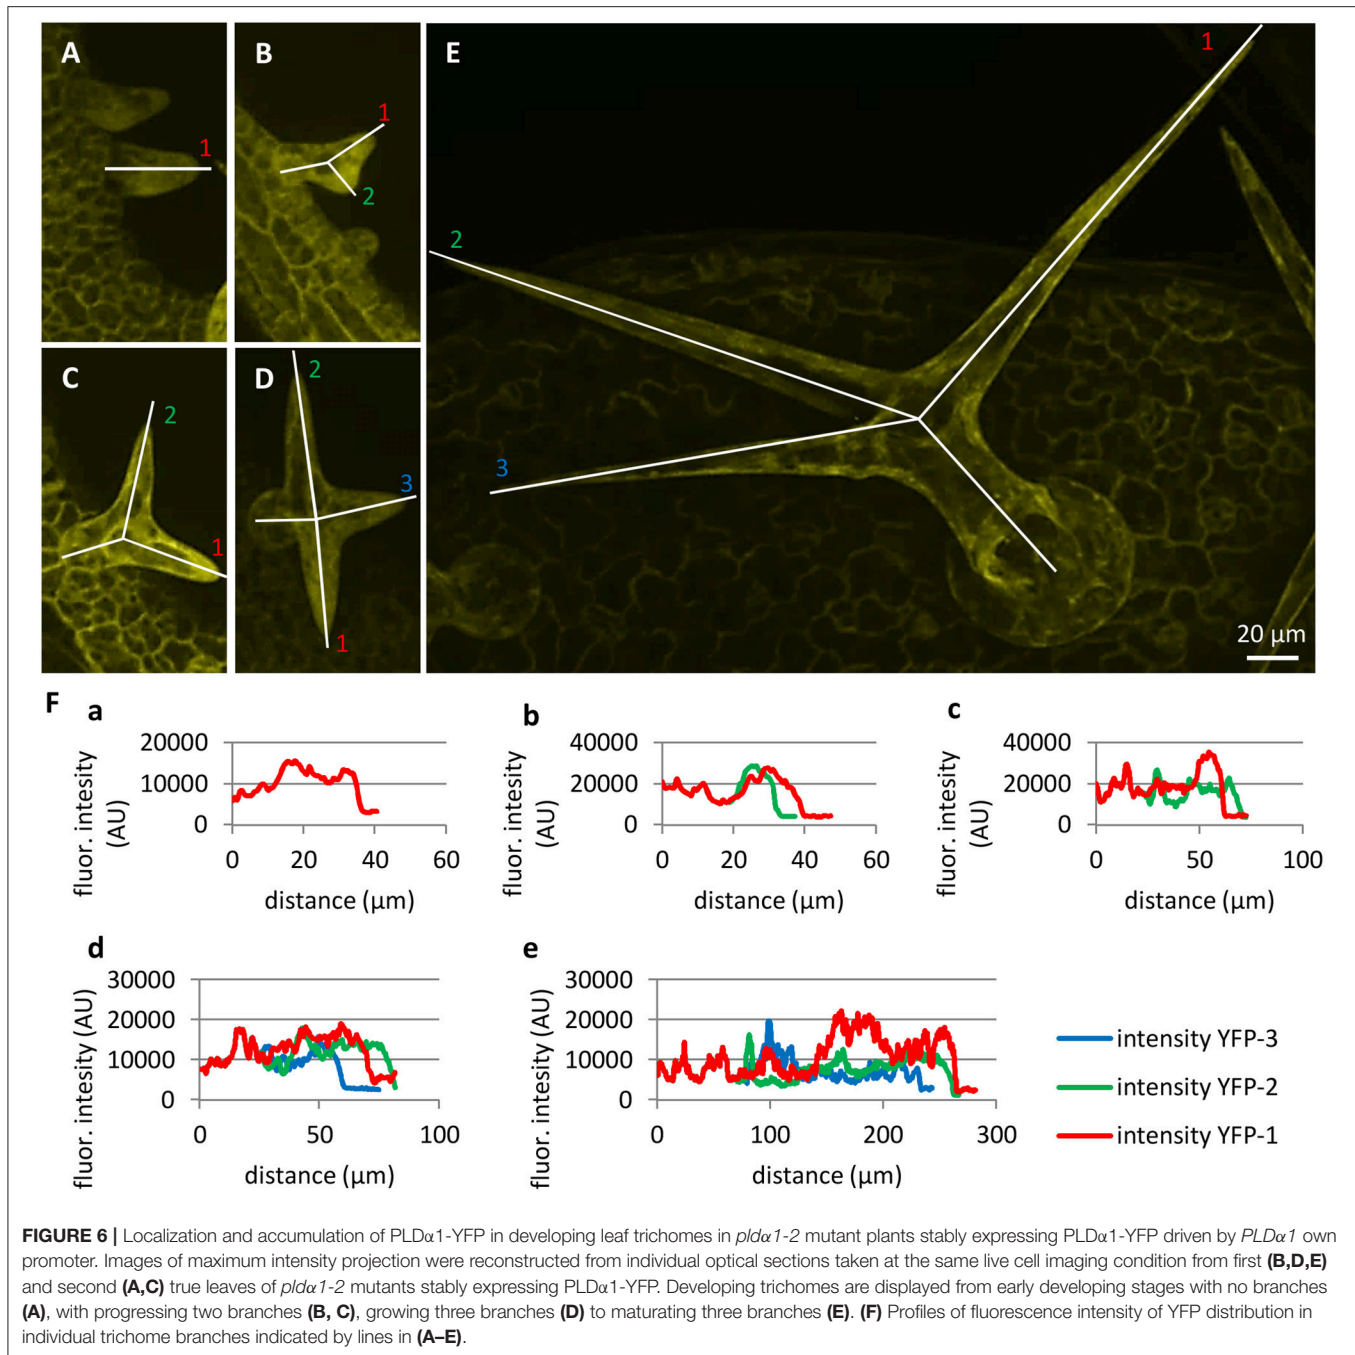 A
B
E
1
1
1
2
2
C
D
2
2
3
3
1
1
20 µm
F
a
b
c
fluor. intesity
(AU)
20000
10000
0
0
20
40
60
distance (µm)
fluor. intesity
(AU)
40000
20000
0
0
20
40
60
distance (µm)
fluor. intesity
(AU)
40000
20000
0
0
50
100
distance (µm)
d
e
fluor. intesity (AU)
30000
20000
10000
0
0
50
100
distance (µm)
fluor. intesity (AU)
30000
20000
10000
0
0
100
200
300
distance (µm)
intensity YFP-3
intensity YFP-2
intensity YFP-1
FIGURE 6 | Localization and accumulation of PLDα1-YFP in developing leaf trichomes in pldα1-2 mutant plants stably expressing PLDα1-YFP driven by PLDα1 own
promoter. Images of maximum intensity projection were reconstructed from individual optical sections taken at the same live cell imaging condition from first (B,D,E)
and second (A,C) true leaves of pldα1-2 mutants stably expressing PLDα1-YFP. Developing trichomes are displayed from early developing stages with no branches
(A), with progressing two branches (B, C), growing three branches (D) to maturating three branches (E). (F) Profiles of fluorescence intensity of YFP distribution in
individual trichome branches indicated by lines in (A–E).